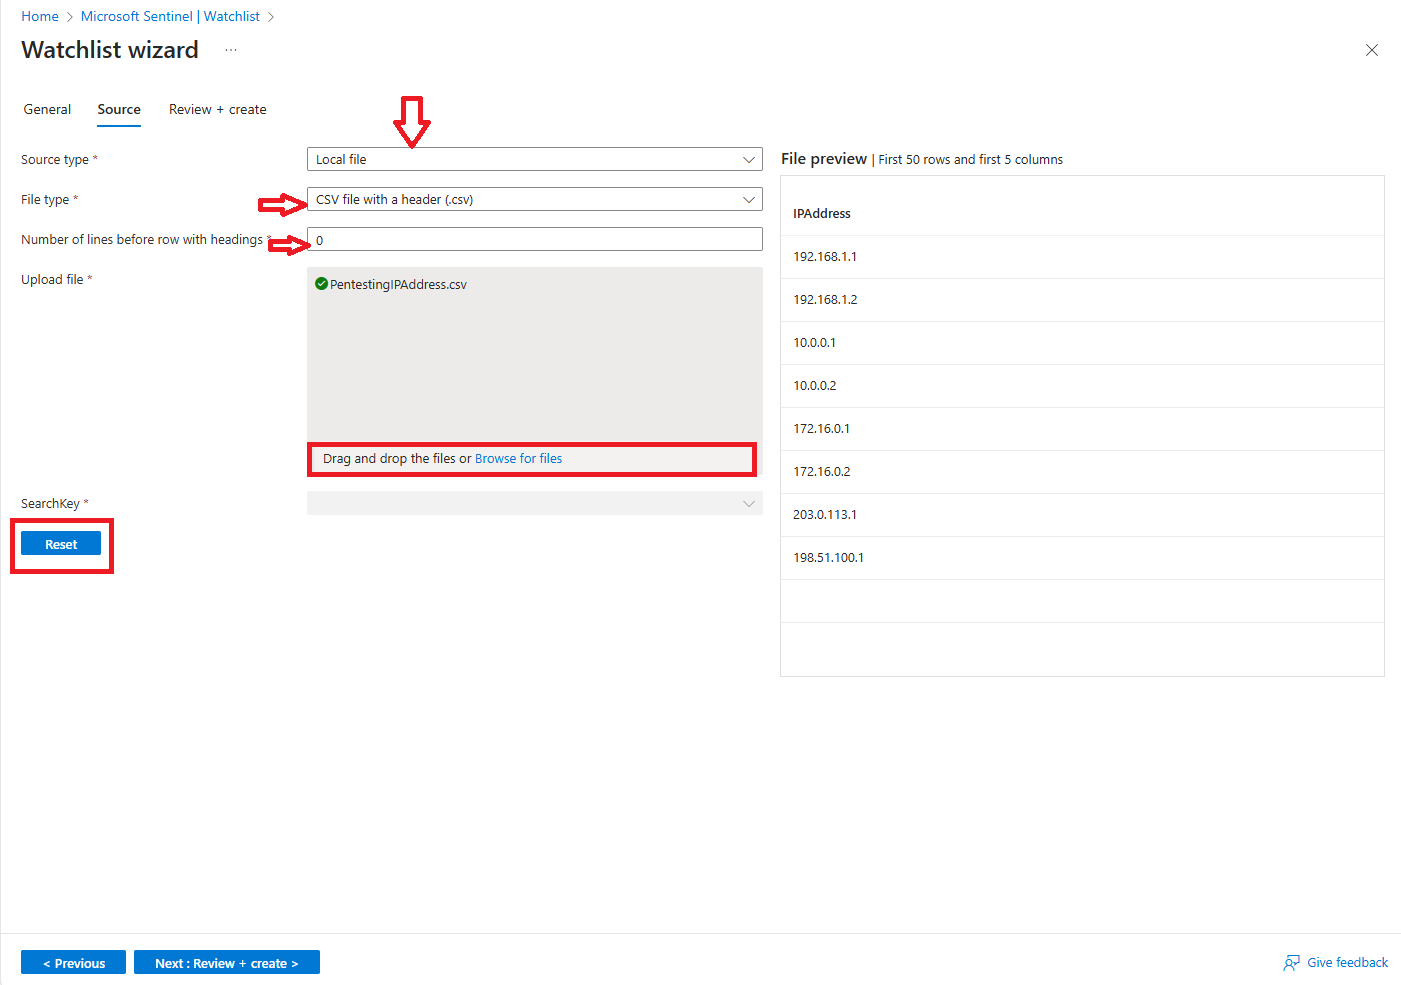 Home > Microsoft Sentinel | Watchlist >
Watchlist wizard ...
General Source Review + create
Source type *
Local file
File type *
CSV file with a header (.csv)
Number of lines before row with headings *
0
Upload file *
PentestingIPAddress.csv
Drag and drop the files or Browse for files
SearchKey *
Reset
File preview | First 50 rows and first 5 columns
IPAddress
192.168.1.1
192.168.1.2
10.0.0.1
10.0.0.2
172.16.0.1
172.16.0.2
203.0.113.1
198.51.100.1
< Previous
Next : Review + create >
Give feedback